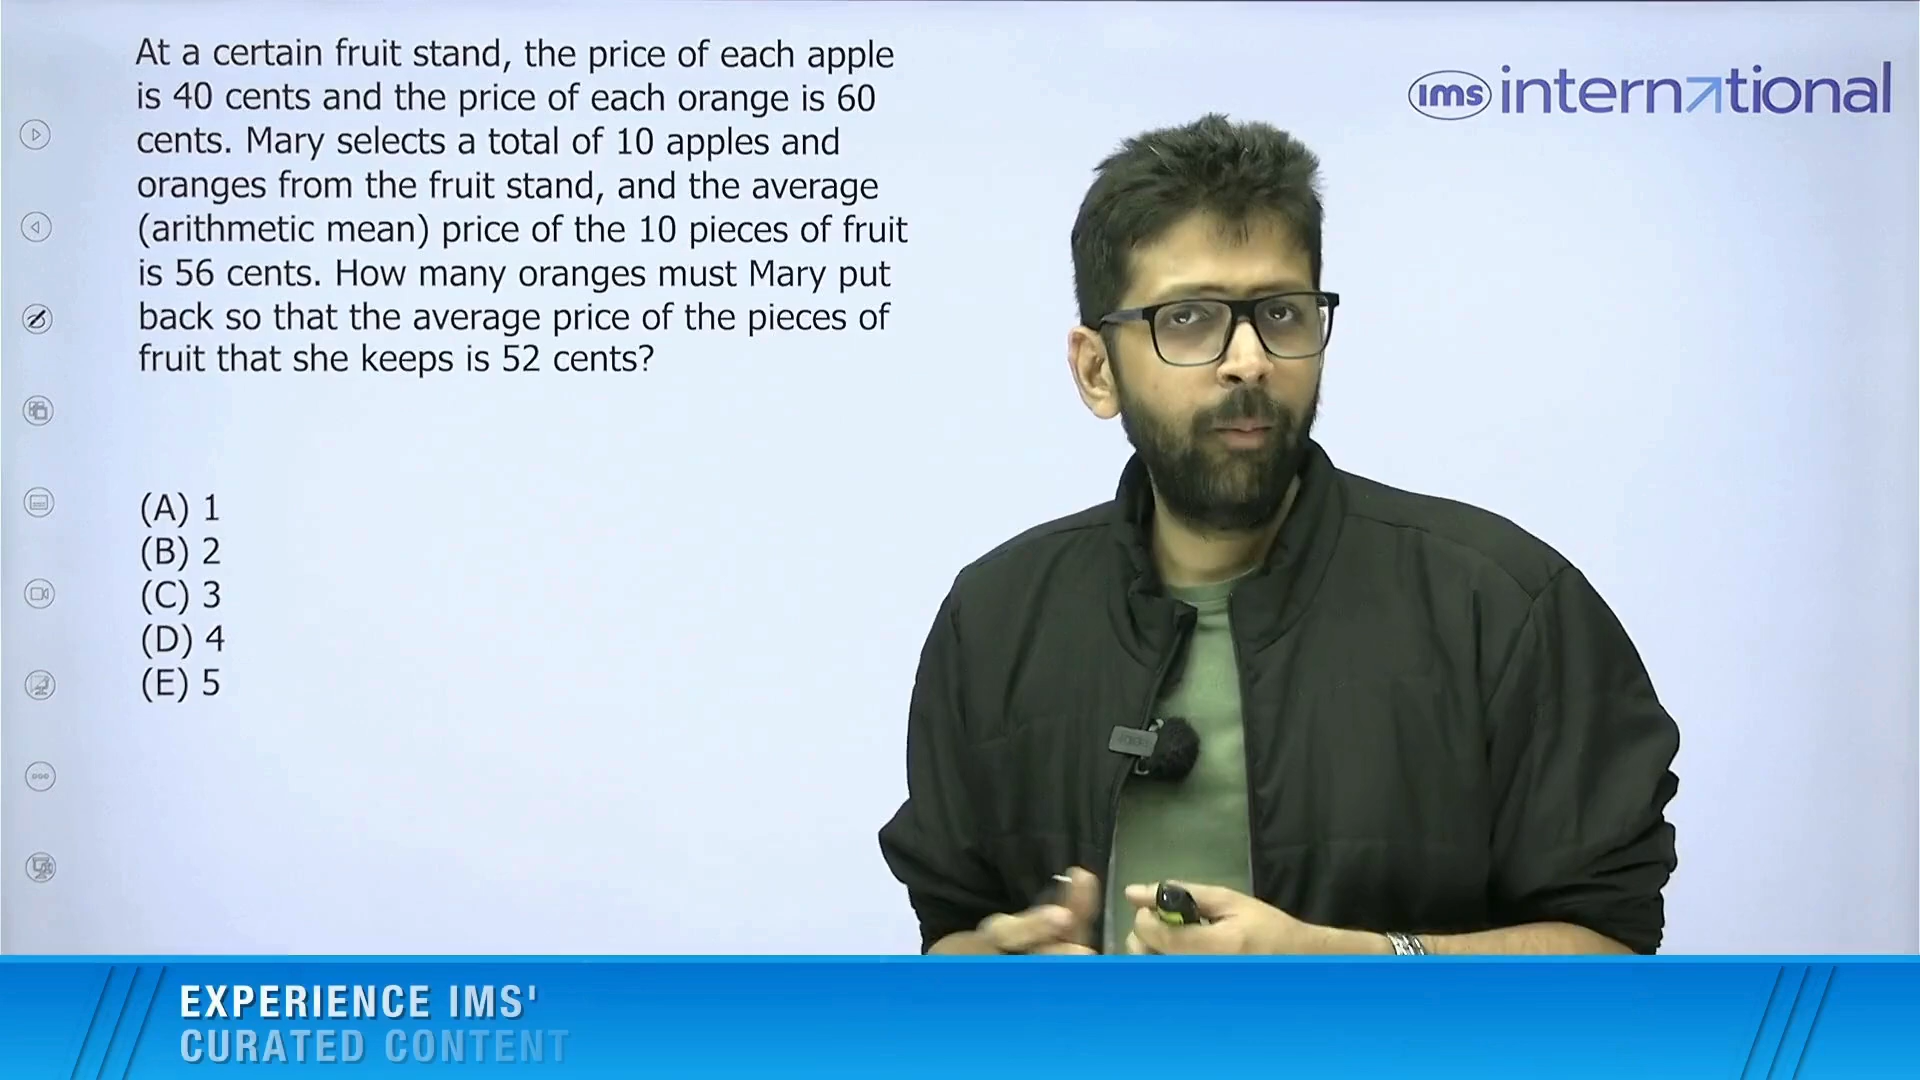 At a certain fruit stand, the price of each apple
is 40 cents and the price of each orange is 60
cents. Mary selects a total of 10 apples and
oranges from the fruit stand, and the average
(arithmetic mean) price of the 10 pieces of fruit
is 56 cents. How many oranges must Mary put
back so that the average price of the pieces of
fruit that she keeps is 52 cents?
(A) 1
(B) 2
(C) 3
(D) 4
(E) 5
ims international
EXPERIENCE IMS'
CURATED CONTENT